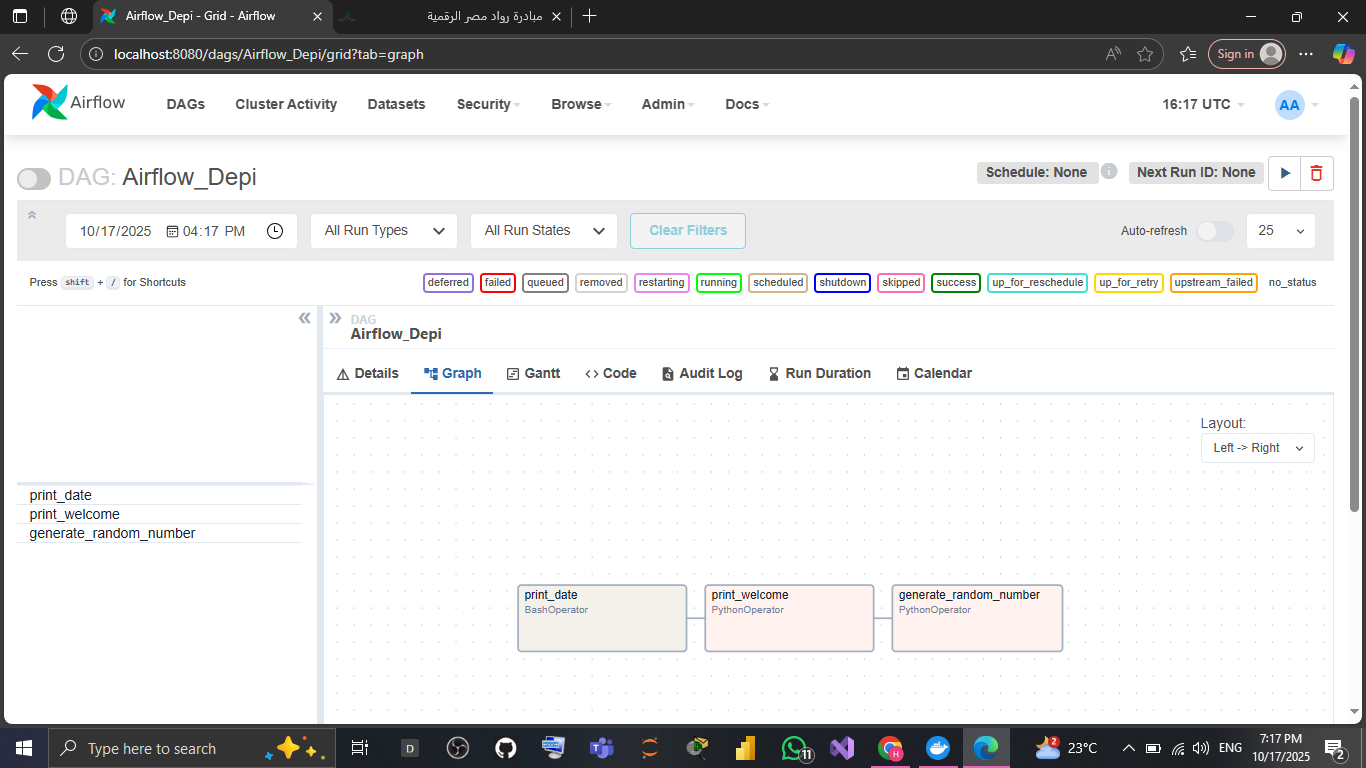 Airflow_Depi - Grid - Airflow
مبادرة رواد مصر الرقمية
localhost:8080/dags/Airflow_Depi/grid?tab=graph
Sign in
Airflow
DAGs
Cluster Activity
Datasets
Security
Browse
Admin
Docs
16:17 UTC
AA
DAG: Airflow_Depi
Schedule: None
Next Run ID: None
10/17/2025 04:17 PM
All Run Types
All Run States
Clear Filters
Auto-refresh
25
Press shift + / for Shortcuts
deferred
failed
queued
removed
restarting
running
scheduled
shutdown
skipped
success
up_for_reschedule
up_for_retry
upstream_failed
no_status
DAG
Airflow_Depi
Details
Graph
Gantt
Code
Audit Log
Run Duration
Calendar
Layout:
Left -> Right
print_date
print_welcome
generate_random_number
print_date
BashOperator
print_welcome
PythonOperator
generate_random_number
PythonOperator
Type here to search
D
11
H
2
23°C
ENG
7:17 PM
10/17/2025
2